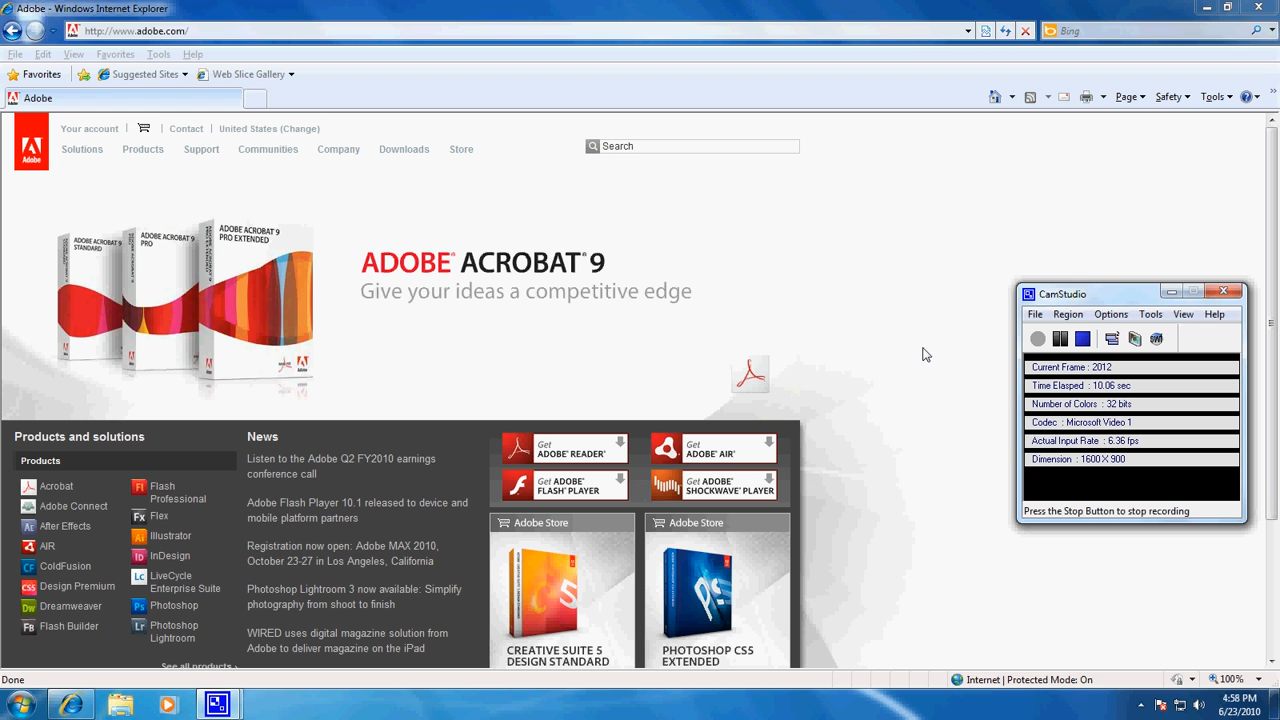 Adobe - Windows Internet Explorer
http://www.adobe.com/
Bing
File Edit View Favorites Tools Help
Favorites Suggested Sites Web Slice Gallery
Adobe
Page Safety Tools
Your account | Contact | United States (Change)
Adobe
Solutions Products Support Communities Company Downloads Store
Search
ADOBE ACROBAT 9 STANDARD
ADOBE ACROBAT 9 PRO
ADOBE ACROBAT 9 PRO EXTENDED
ADOBE® ACROBAT® 9
Give your ideas a competitive edge
CamStudio
File Region Options Tools View Help
Current Frame : 2012
Time Elasped : 10.06 sec
Number of Colors : 32 bits
Codec : Microsoft Video 1
Actual Input Rate : 6.36 fps
Dimension : 1600 X 900
Press the Stop Button to stop recording
Products and solutions
Products
Acrobat
Adobe Connect
After Effects
AIR
ColdFusion
Design Premium
Dreamweaver
Flash Builder
Flash Professional
Flex
Illustrator
InDesign
LiveCycle
Enterprise Suite
Photoshop
Photoshop
Lightroom
See all products ›
News
Listen to the Adobe Q2 FY2010 earnings
conference call
Adobe Flash Player 10.1 released to device and
mobile platform partners
Registration now open: Adobe MAX 2010,
October 23-27 in Los Angeles, California
Photoshop Lightroom 3 now available: Simplify
photography from shoot to finish
WIRED uses digital magazine solution from
Adobe to deliver magazine on the iPad
Get
ADOBE® READER®
Get
ADOBE® AIR®
Get ADOBE®
FLASH® PLAYER
Get ADOBE®
SHOCKWAVE® PLAYER
Adobe Store
CREATIVE SUITE 5
DESIGN STANDARD
Adobe Store
PHOTOSHOP CS5
EXTENDED
Done
Internet | Protected Mode: On
100%
4:58 PM
6/23/2010